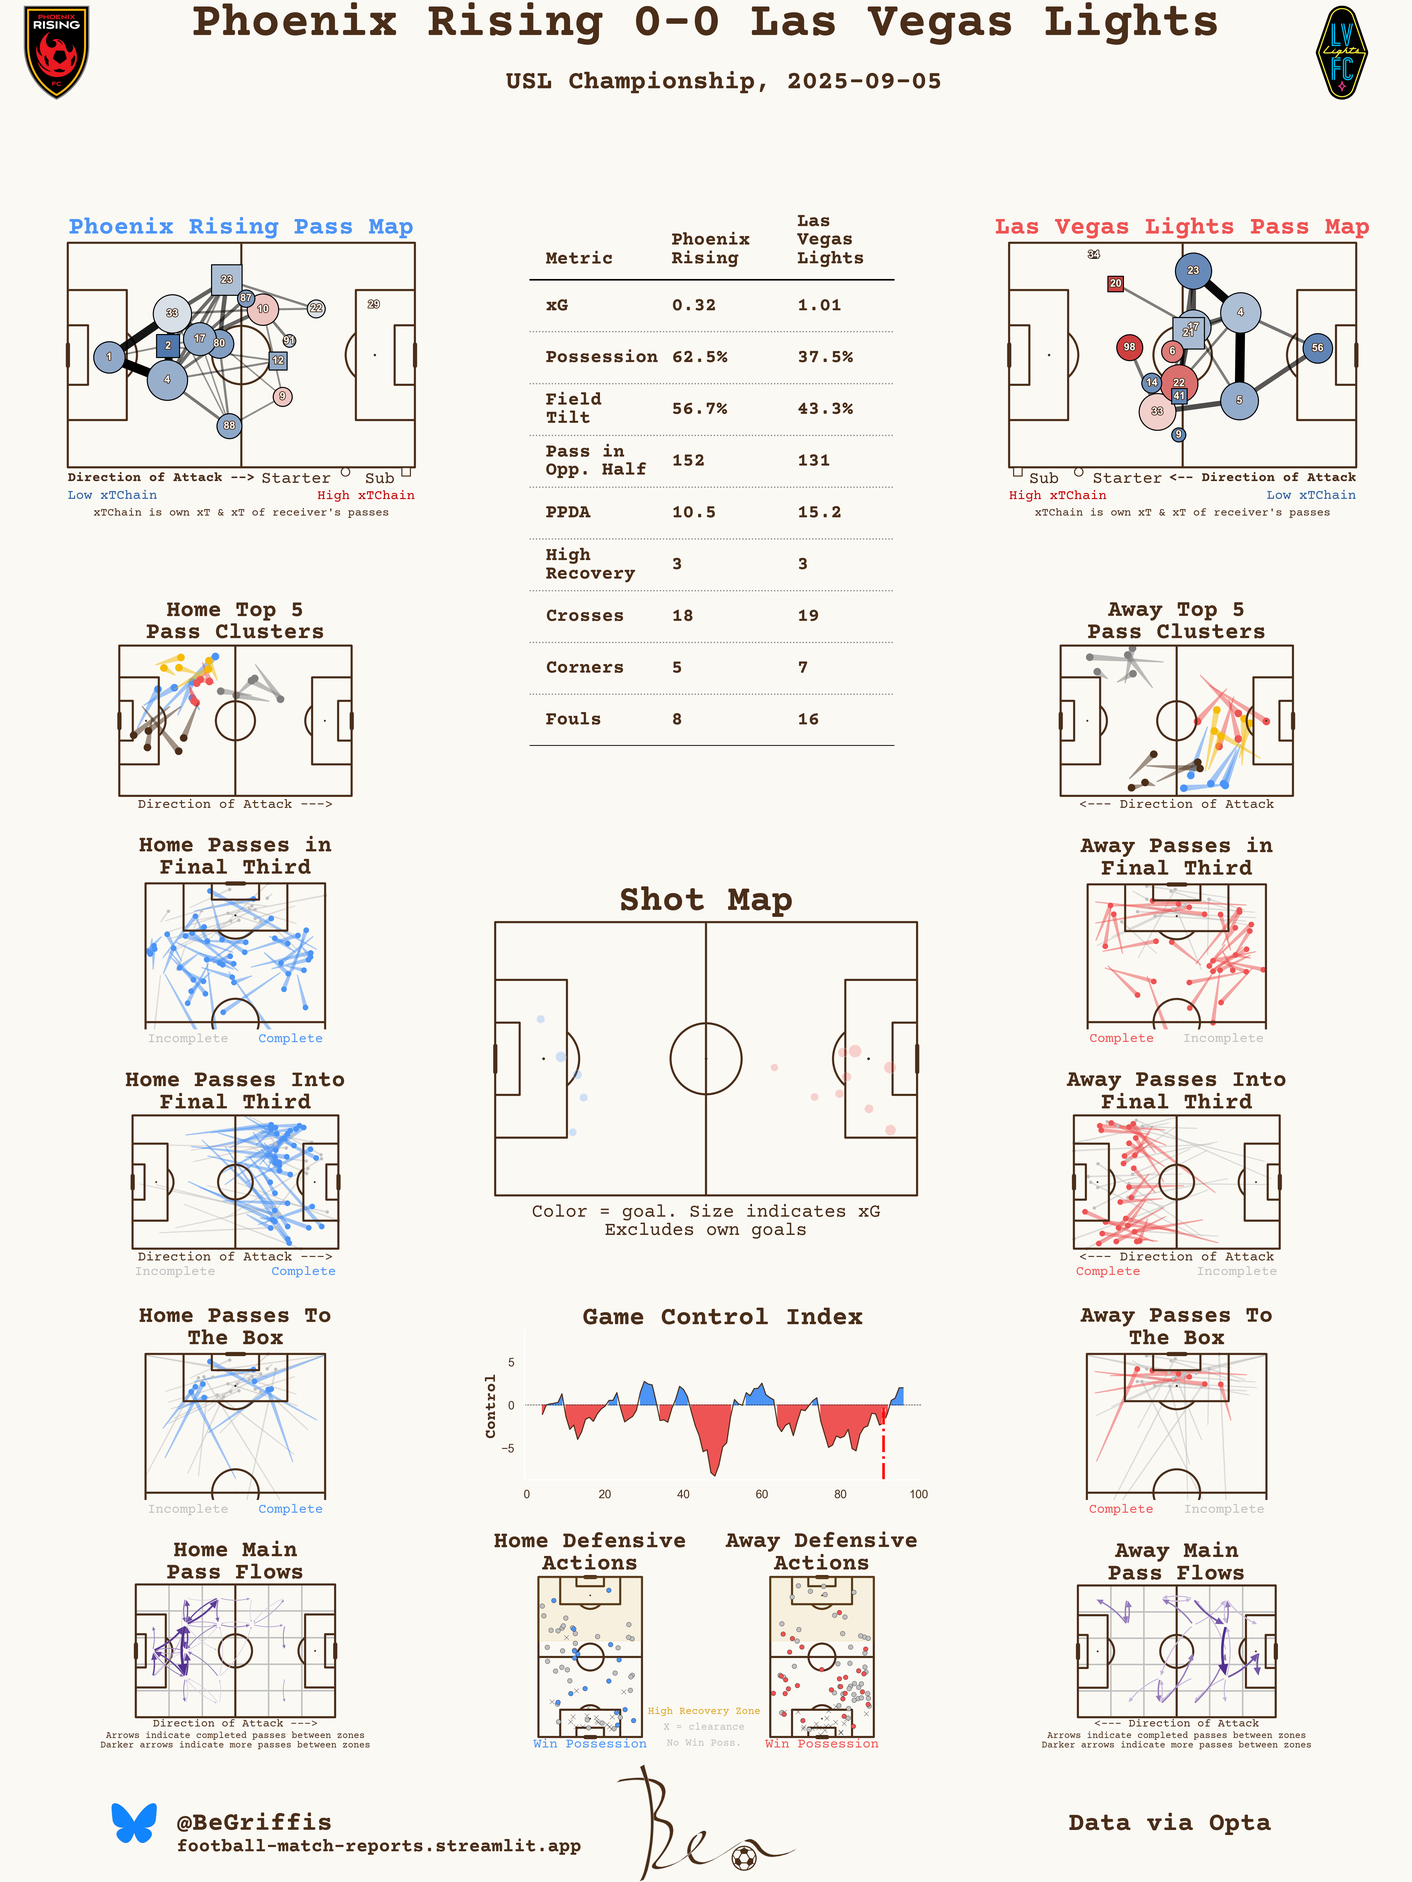 Phoenix Rising 0-0 Las Vegas Lights
USL Championship, 2025-09-05
PHOENIX
RISING
FC
LV
Lights
FC
Phoenix Rising Pass Map
23
87
10
22
29
33
17
80
91
2
12
1
4
9
88
Direction of Attack --> Starter Sub
Low xTChain High xTChain
xTChain is own xT & xT of receiver's passes
Metric Phoenix Rising Las Vegas Lights
xG 0.32 1.01
Possession 62.5% 37.5%
Field Tilt 56.7% 43.3%
Pass in Opp. Half 152 131
PPDA 10.5 15.2
High Recovery 3 3
Crosses 18 19
Corners 5 7
Fouls 8 16
Las Vegas Lights Pass Map
34
20
23
4
17
21
98
6
56
14
22
41
5
33
9
Sub Starter <-- Direction of Attack
High xTChain Low xTChain
xTChain is own xT & xT of receiver's passes
Home Top 5
Pass Clusters
Direction of Attack --->
Away Top 5
Pass Clusters
<--- Direction of Attack
Home Passes in
Final Third
Incomplete Complete
Away Passes in
Final Third
Complete Incomplete
Shot Map
Color = goal. Size indicates xG
Excludes own goals
Home Passes Into
Final Third
Direction of Attack --->
Incomplete Complete
Away Passes Into
Final Third
<--- Direction of Attack
Complete Incomplete
Home Passes To
The Box
Incomplete Complete
Game Control Index
Control
5
0
−5
0 20 40 60 80 100
Away Passes To
The Box
Complete Incomplete
Home Main
Pass Flows
Direction of Attack --->
Arrows indicate completed passes between zones
Darker arrows indicate more passes between zones
Home Defensive
Actions
Win Possession
High Recovery Zone
X = clearance
No Win Poss.
Away Defensive
Actions
Win Possession
Away Main
Pass Flows
<--- Direction of Attack
Arrows indicate completed passes between zones
Darker arrows indicate more passes between zones
@BeGriffis
football-match-reports.streamlit.app
Ben
Data via Opta